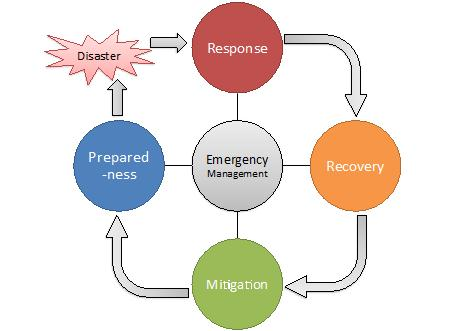 Disaster
Response
Prepared
-ness
Emergency
Management
Recovery
Mitigation